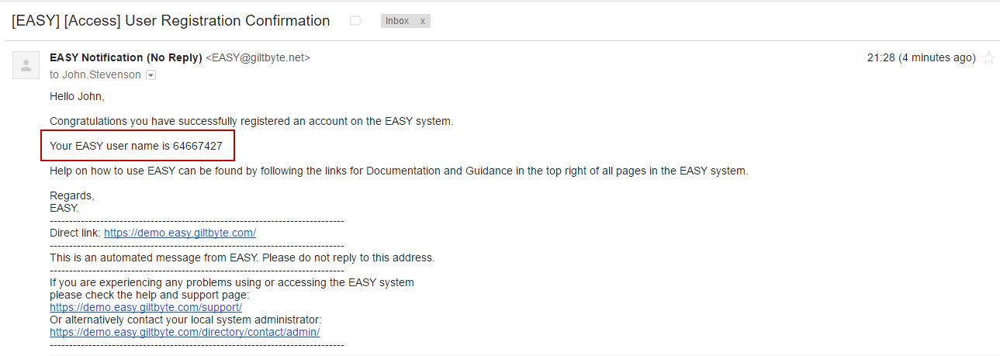 [EASY] [Access] User Registration Confirmation Inbox x
EASY Notification (No Reply) <EASY@giltbyte.net> 21:28 (4 minutes ago)
to John.Stevenson
Hello John,
Congratulations you have successfully registered an account on the EASY system.
Your EASY user name is 64667427
Help on how to use EASY can be found by following the links for Documentation and Guidance in the top right of all pages in the EASY system.
Regards,
EASY.
----------------------------------------------------------------------------
Direct link: https://demo.easy.giltbyte.com/
----------------------------------------------------------------------------
This is an automated message from EASY. Please do not reply to this address.
----------------------------------------------------------------------------
If you are experiencing any problems using or accessing the EASY system
please check the help and support page:
https://demo.easy.giltbyte.com/support/
Or alternatively contact your local system administrator:
https://demo.easy.giltbyte.com/directory/contact/admin/
----------------------------------------------------------------------------